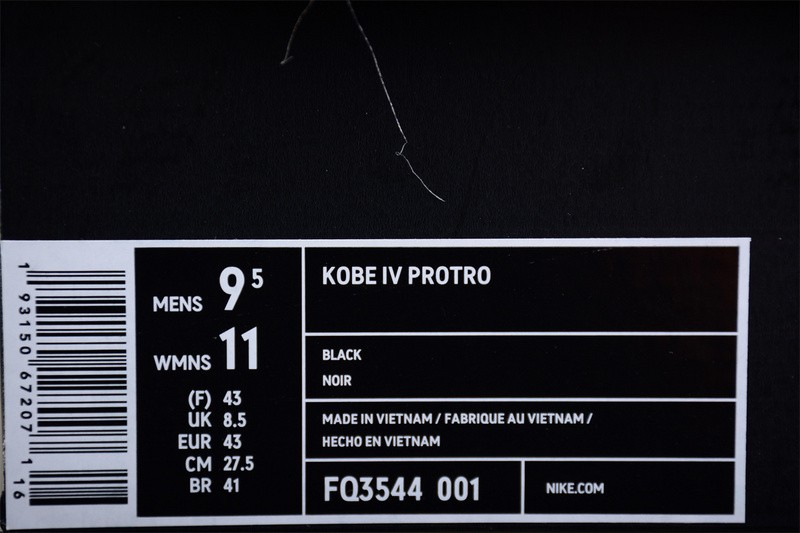 1 93150 67207 1 16
MENS 9 5
WMNS 11
(F) 43
UK 8.5
EUR 43
CM 27.5
BR 41
KOBE IV PROTRO
BLACK
NOIR
MADE IN VIETNAM / FABRIQUE AU VIETNAM /
HECHO EN VIETNAM
FQ3544 001
NIKE.COM